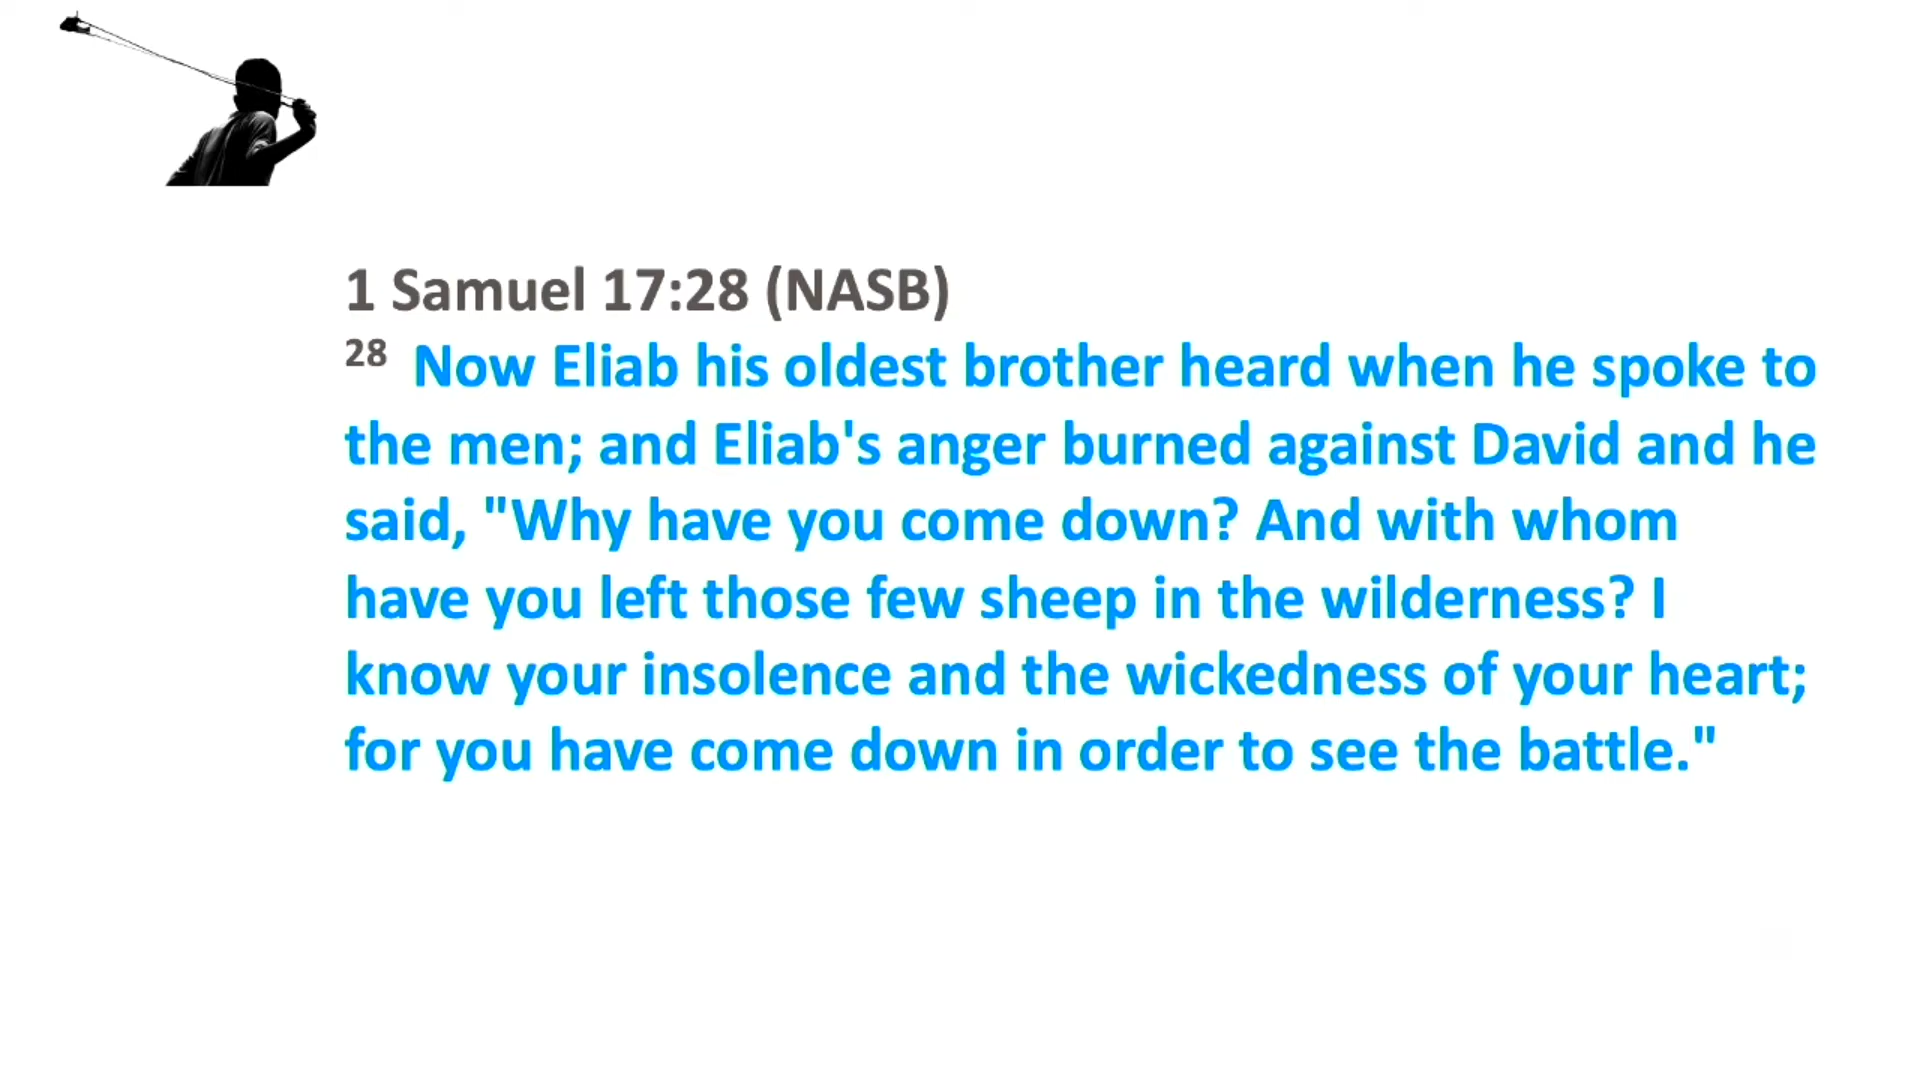 1 Samuel 17:28 (NASB)
28 Now Eliab his oldest brother heard when he spoke to
the men; and Eliab's anger burned against David and he
said, "Why have you come down? And with whom
have you left those few sheep in the wilderness? I
know your insolence and the wickedness of your heart;
for you have come down in order to see the battle."